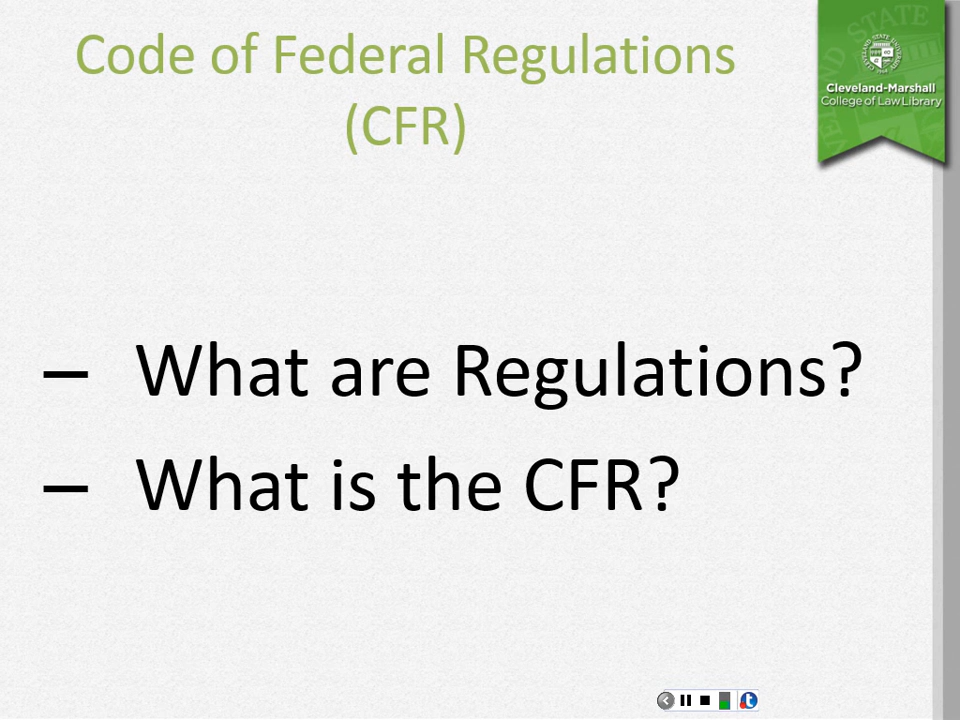 Code of Federal Regulations
(CFR)
Cleveland-Marshall
College of Law Library
– What are Regulations?
– What is the CFR?